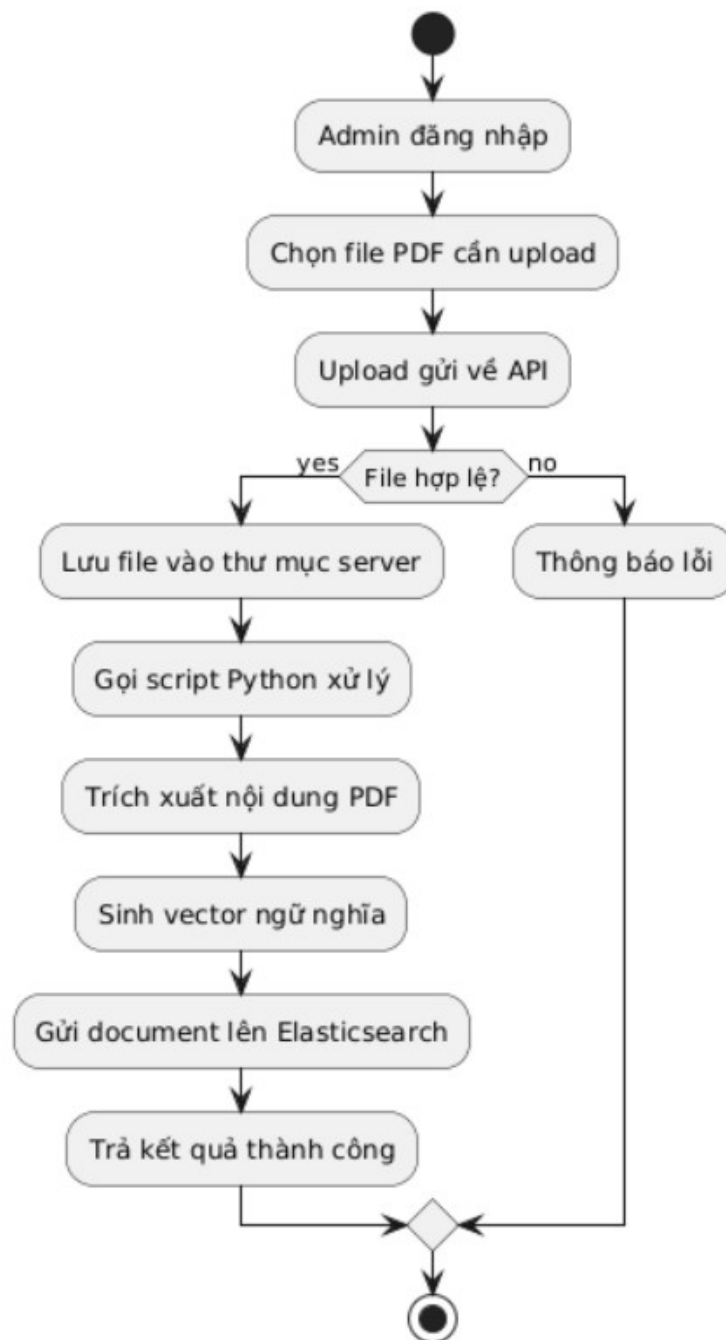 Admin đăng nhập
Chọn file PDF cần upload
Upload gửi về API
yes
File hợp lệ?
no
Lưu file vào thư mục server
Thông báo lỗi
Gọi script Python xử lý
Trích xuất nội dung PDF
Sinh vector ngữ nghĩa
Gửi document lên Elasticsearch
Trả kết quả thành công